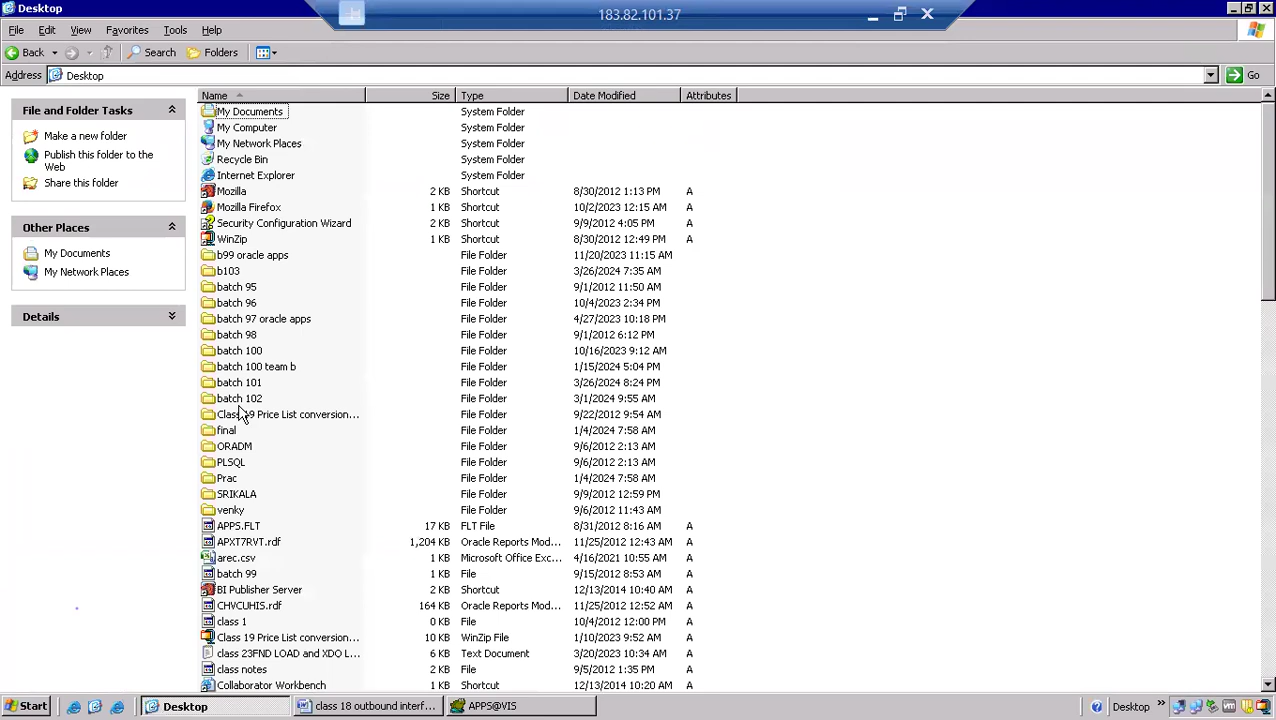 Desktop
183.82.101.37
File Edit View Favorites Tools Help
Back Search Folders
Address Desktop Go
File and Folder Tasks
Make a new folder
Publish this folder to the
Web
Share this folder
Other Places
My Documents
My Network Places
Details
Name Size Type Date Modified Attributes
My Documents System Folder
My Computer System Folder
My Network Places System Folder
Recycle Bin System Folder
Internet Explorer System Folder
Mozilla 2 KB Shortcut 8/30/2012 1:13 PM A
Mozilla Firefox 1 KB Shortcut 10/2/2023 12:15 AM A
Security Configuration Wizard 2 KB Shortcut 9/9/2012 4:05 PM A
WinZip 1 KB Shortcut 8/30/2012 12:49 PM A
b99 oracle apps File Folder 11/20/2023 11:15 AM
b103 File Folder 3/26/2024 7:35 AM
batch 95 File Folder 9/1/2012 11:50 AM
batch 96 File Folder 10/4/2023 2:34 PM
batch 97 oracle apps File Folder 4/27/2023 10:18 PM
batch 98 File Folder 9/1/2012 6:12 PM
batch 100 File Folder 10/16/2023 9:12 AM
batch 100 team b File Folder 1/15/2024 5:04 PM
batch 101 File Folder 3/26/2024 8:24 PM
batch 102 File Folder 3/1/2024 9:55 AM
Class 19 Price List conversion... File Folder 9/22/2012 9:54 AM
final File Folder 1/4/2024 7:58 AM
ORADM File Folder 9/6/2012 2:13 AM
PLSQL File Folder 9/6/2012 2:13 AM
Prac File Folder 1/4/2024 7:58 AM
SRIKALA File Folder 9/9/2012 12:59 PM
venky File Folder 9/6/2012 11:43 AM
APPS.FLT 17 KB FLT File 8/31/2012 8:16 AM A
APXT7RVT.rdf 1,204 KB Oracle Reports Mod... 11/25/2012 12:43 AM A
arec.csv 1 KB Microsoft Office Exc... 4/16/2021 10:55 AM A
batch 99 1 KB File 9/15/2012 8:53 AM A
BI Publisher Server 2 KB Shortcut 12/13/2014 10:40 AM A
CHVCUHIS.rdf 164 KB Oracle Reports Mod... 11/25/2012 12:52 AM A
class 1 0 KB File 10/4/2012 12:00 PM A
Class 19 Price List conversion... 10 KB WinZip File 1/10/2023 9:52 AM A
class 23FND LOAD and XDO L... 6 KB Text Document 3/20/2023 10:34 AM A
class notes 2 KB File 9/5/2012 1:35 PM A
Collaborator Workbench 1 KB Shortcut 12/13/2014 10:20 AM A
Start Desktop class 18 outbound interf... APPS@VIS Desktop 7:36 AM